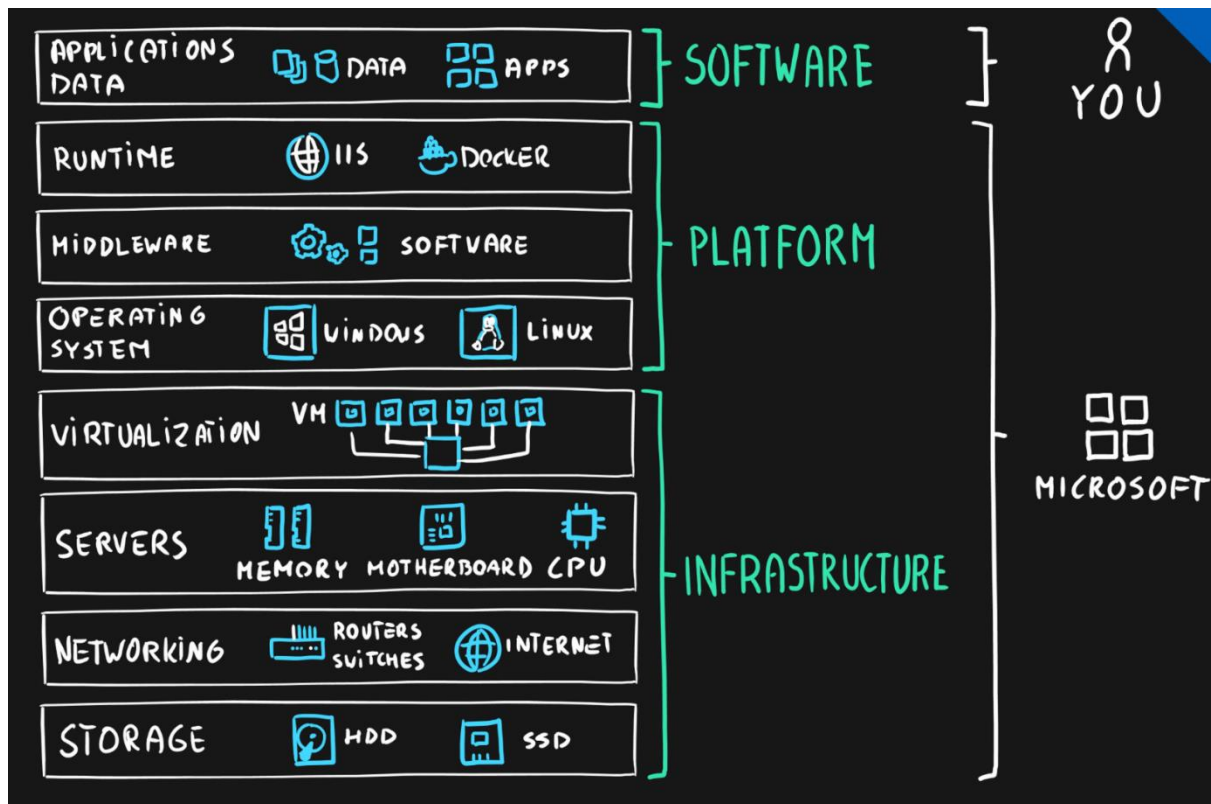 APPLICATIONS
DATA
DATA
APPS
SOFTWARE
YOU
RUNTIME
IIS
DOCKER
MIDDLEWARE
SOFTVARE
PLATFORM
OPERATING
SYSTEM
VINDOVS
LINUX
VIRTUALIZATION
VM
MICROSOFT
SERVERS
MEMORY
MOTHERBOARD
CPU
INFRASTRUCTURE
NETWORKING
ROUTERS
SVITCHES
INTERNET
STORAGE
HDD
SSD